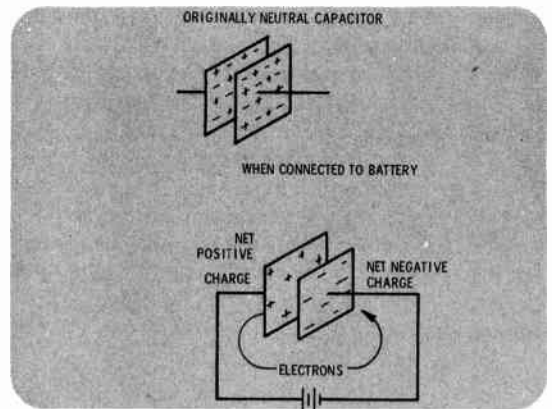 ORIGINALLY NEUTRAL CAPACITOR
WHEN CONNECTED TO BATTERY
NET
POSITIVE
CHARGE
NET NEGATIVE
CHARGE
ELECTRONS